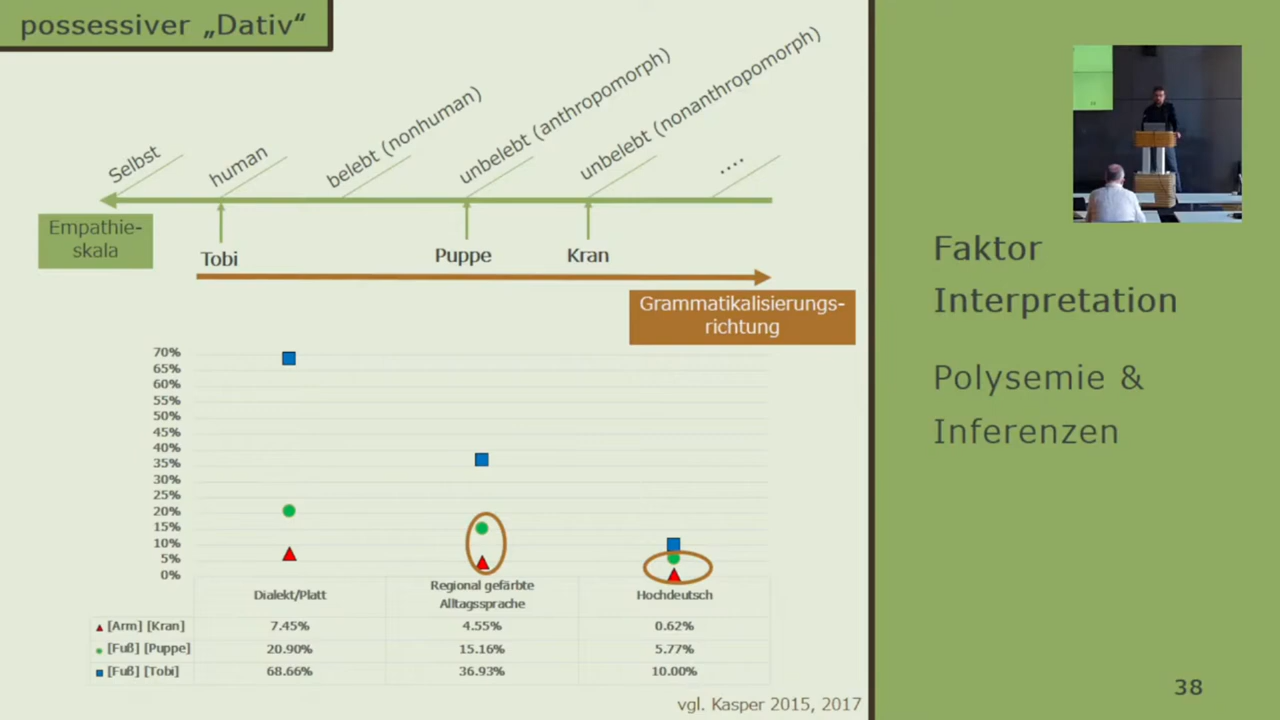 possessiver „Dativ“
Selbst
human
belebt (nonhuman)
unbelebt (anthropomorph)
unbelebt (nonanthropomorph)
....
Empathie-
skala
Tobi
Puppe
Kran
Grammatikalisierungs-
richtung
70%
65%
60%
55%
50%
45%
40%
35%
30%
25%
20%
15%
10%
5%
0%
Dialekt/Platt
Regional gefärbte
Alltagssprache
Hochdeutsch
[Arm] [Kran] 7.45% 4.55% 0.62%
[Fuß] [Puppe] 20.90% 15.16% 5.77%
[Fuß] [Tobi] 68.66% 36.93% 10.00%
vgl. Kasper 2015, 2017
Faktor
Interpretation
Polysemie &
Inferenzen
38